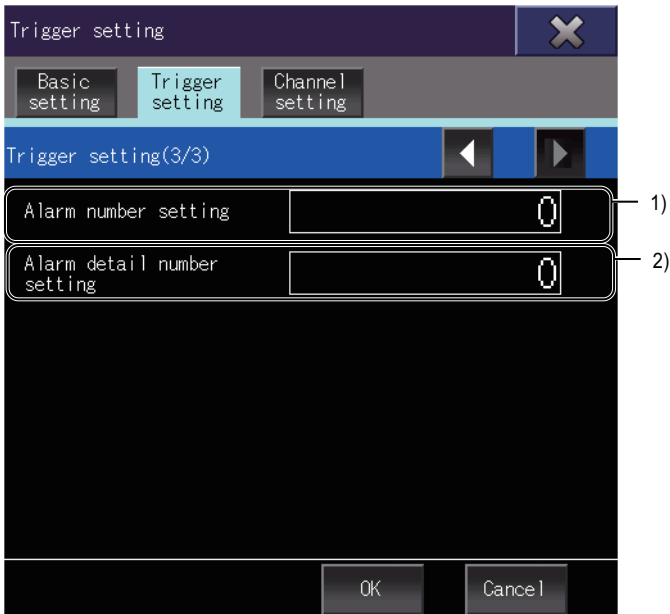 Trigger setting
Basic
setting
Trigger
setting
Channel
setting
Trigger setting(3/3)
Alarm number setting
0
1)
Alarm detail number
setting
0
2)
OK
Cancel